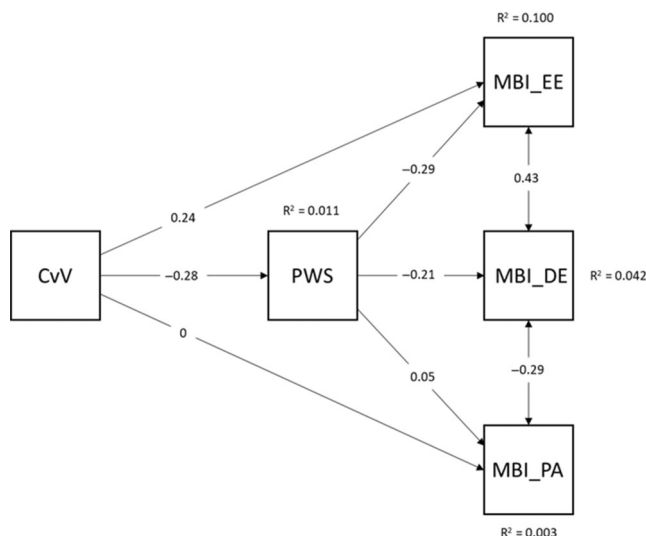 R² = 0.100
MBI_EE
−0.29
0.43
0.24
R² = 0.011
CvV
−0.28
PWS
−0.21
MBI_DE
R² = 0.042
0
0.05
−0.29
MBI_PA
R² = 0.003